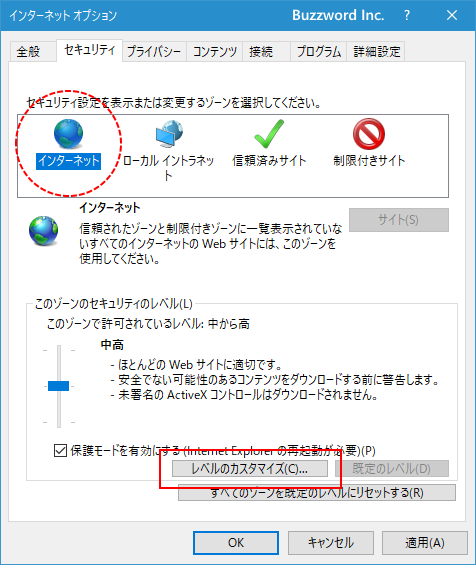 インターネット オプション
Buzzword Inc.
?
全般 セキュリティ プライバシー コンテンツ 接続 プログラム 詳細設定
セキュリティ設定を表示または変更するゾーンを選択してください。
インターネット ローカル イントラネッ 信頼済みサイト 制限付きサイト
ト
インターネット
信頼されたゾーンと制限付きゾーンに一覧表示されていな
いすべてのインターネットの Web サイトには、このゾーンを
使用してください。
サイト(S)
このゾーンのセキュリティのレベル(L)
このゾーンで許可されているレベル: 中から高
中高
- ほとんどの Web サイトに適切です。
- 安全でない可能性のあるコンテンツをダウンロードする前に警告します。
- 未署名の ActiveX コントロールはダウンロードされません。
保護モードを有効にする (Internet Explorer の再起動が必要)(P)
レベルのカスタマイズ(C)... 既定のレベル(D)
すべてのゾーンを既定のレベルにリセットする(R)
OK キャンセル 適用(A)